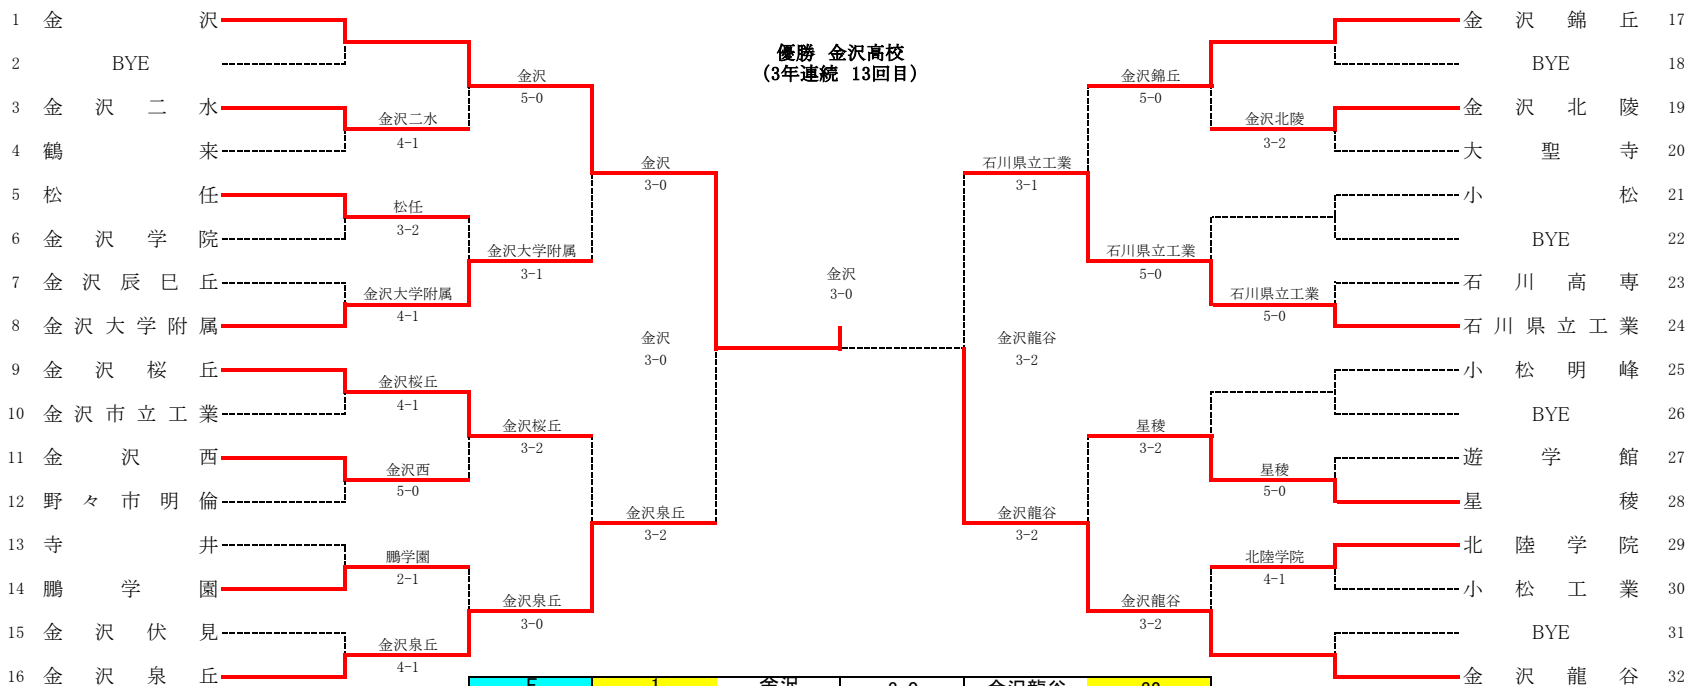 優勝 金沢高校
(3年連続 13回目)
1 金沢
2 BYE
3 金沢二水
4 鶴来
5 松任
6 金沢学院
7 金沢辰巳丘
8 金沢大学附属
9 金沢桜丘
10 金沢市立工業
11 金沢西
12 野々市明倫
13 寺井
14 鵬学園
15 金沢伏見
16 金沢泉丘
金沢二水
4-1
松任
3-2
金沢大学附属
4-1
金沢桜丘
4-1
金沢西
5-0
鵬学園
2-1
金沢泉丘
4-1
金沢
5-0
金沢大学附属
3-1
金沢桜丘
3-2
金沢泉丘
3-0
金沢
3-0
金沢泉丘
3-2
金沢
3-0
金沢
3-0
金沢龍谷
3-2
石川県立工業
3-1
金沢龍谷
3-2
金沢錦丘
5-0
石川県立工業
5-0
星稜
3-2
金沢龍谷
3-2
金沢北陵
3-2
石川県立工業
5-0
星稜
5-0
北陸学院
4-1
金沢錦丘 17
BYE 18
金沢北陵 19
大聖寺 20
小松 21
BYE 22
石川高専 23
石川県立工業 24
小松明峰 25
BYE 26
遊学館 27
星稜 28
北陸学院 29
小松工業 30
BYE 31
金沢龍谷 32
1 金沢 金沢龍谷